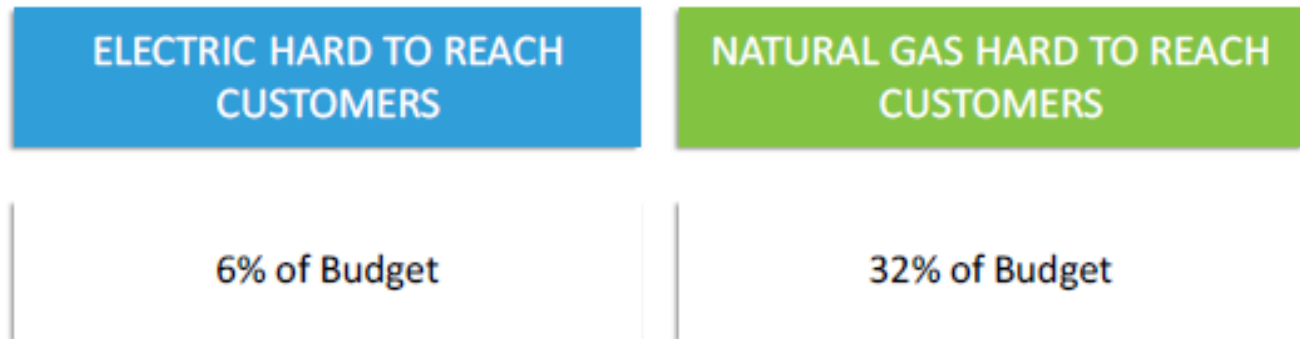 ELECTRIC HARD TO REACH
CUSTOMERS
NATURAL GAS HARD TO REACH
CUSTOMERS
6% of Budget
32% of Budget